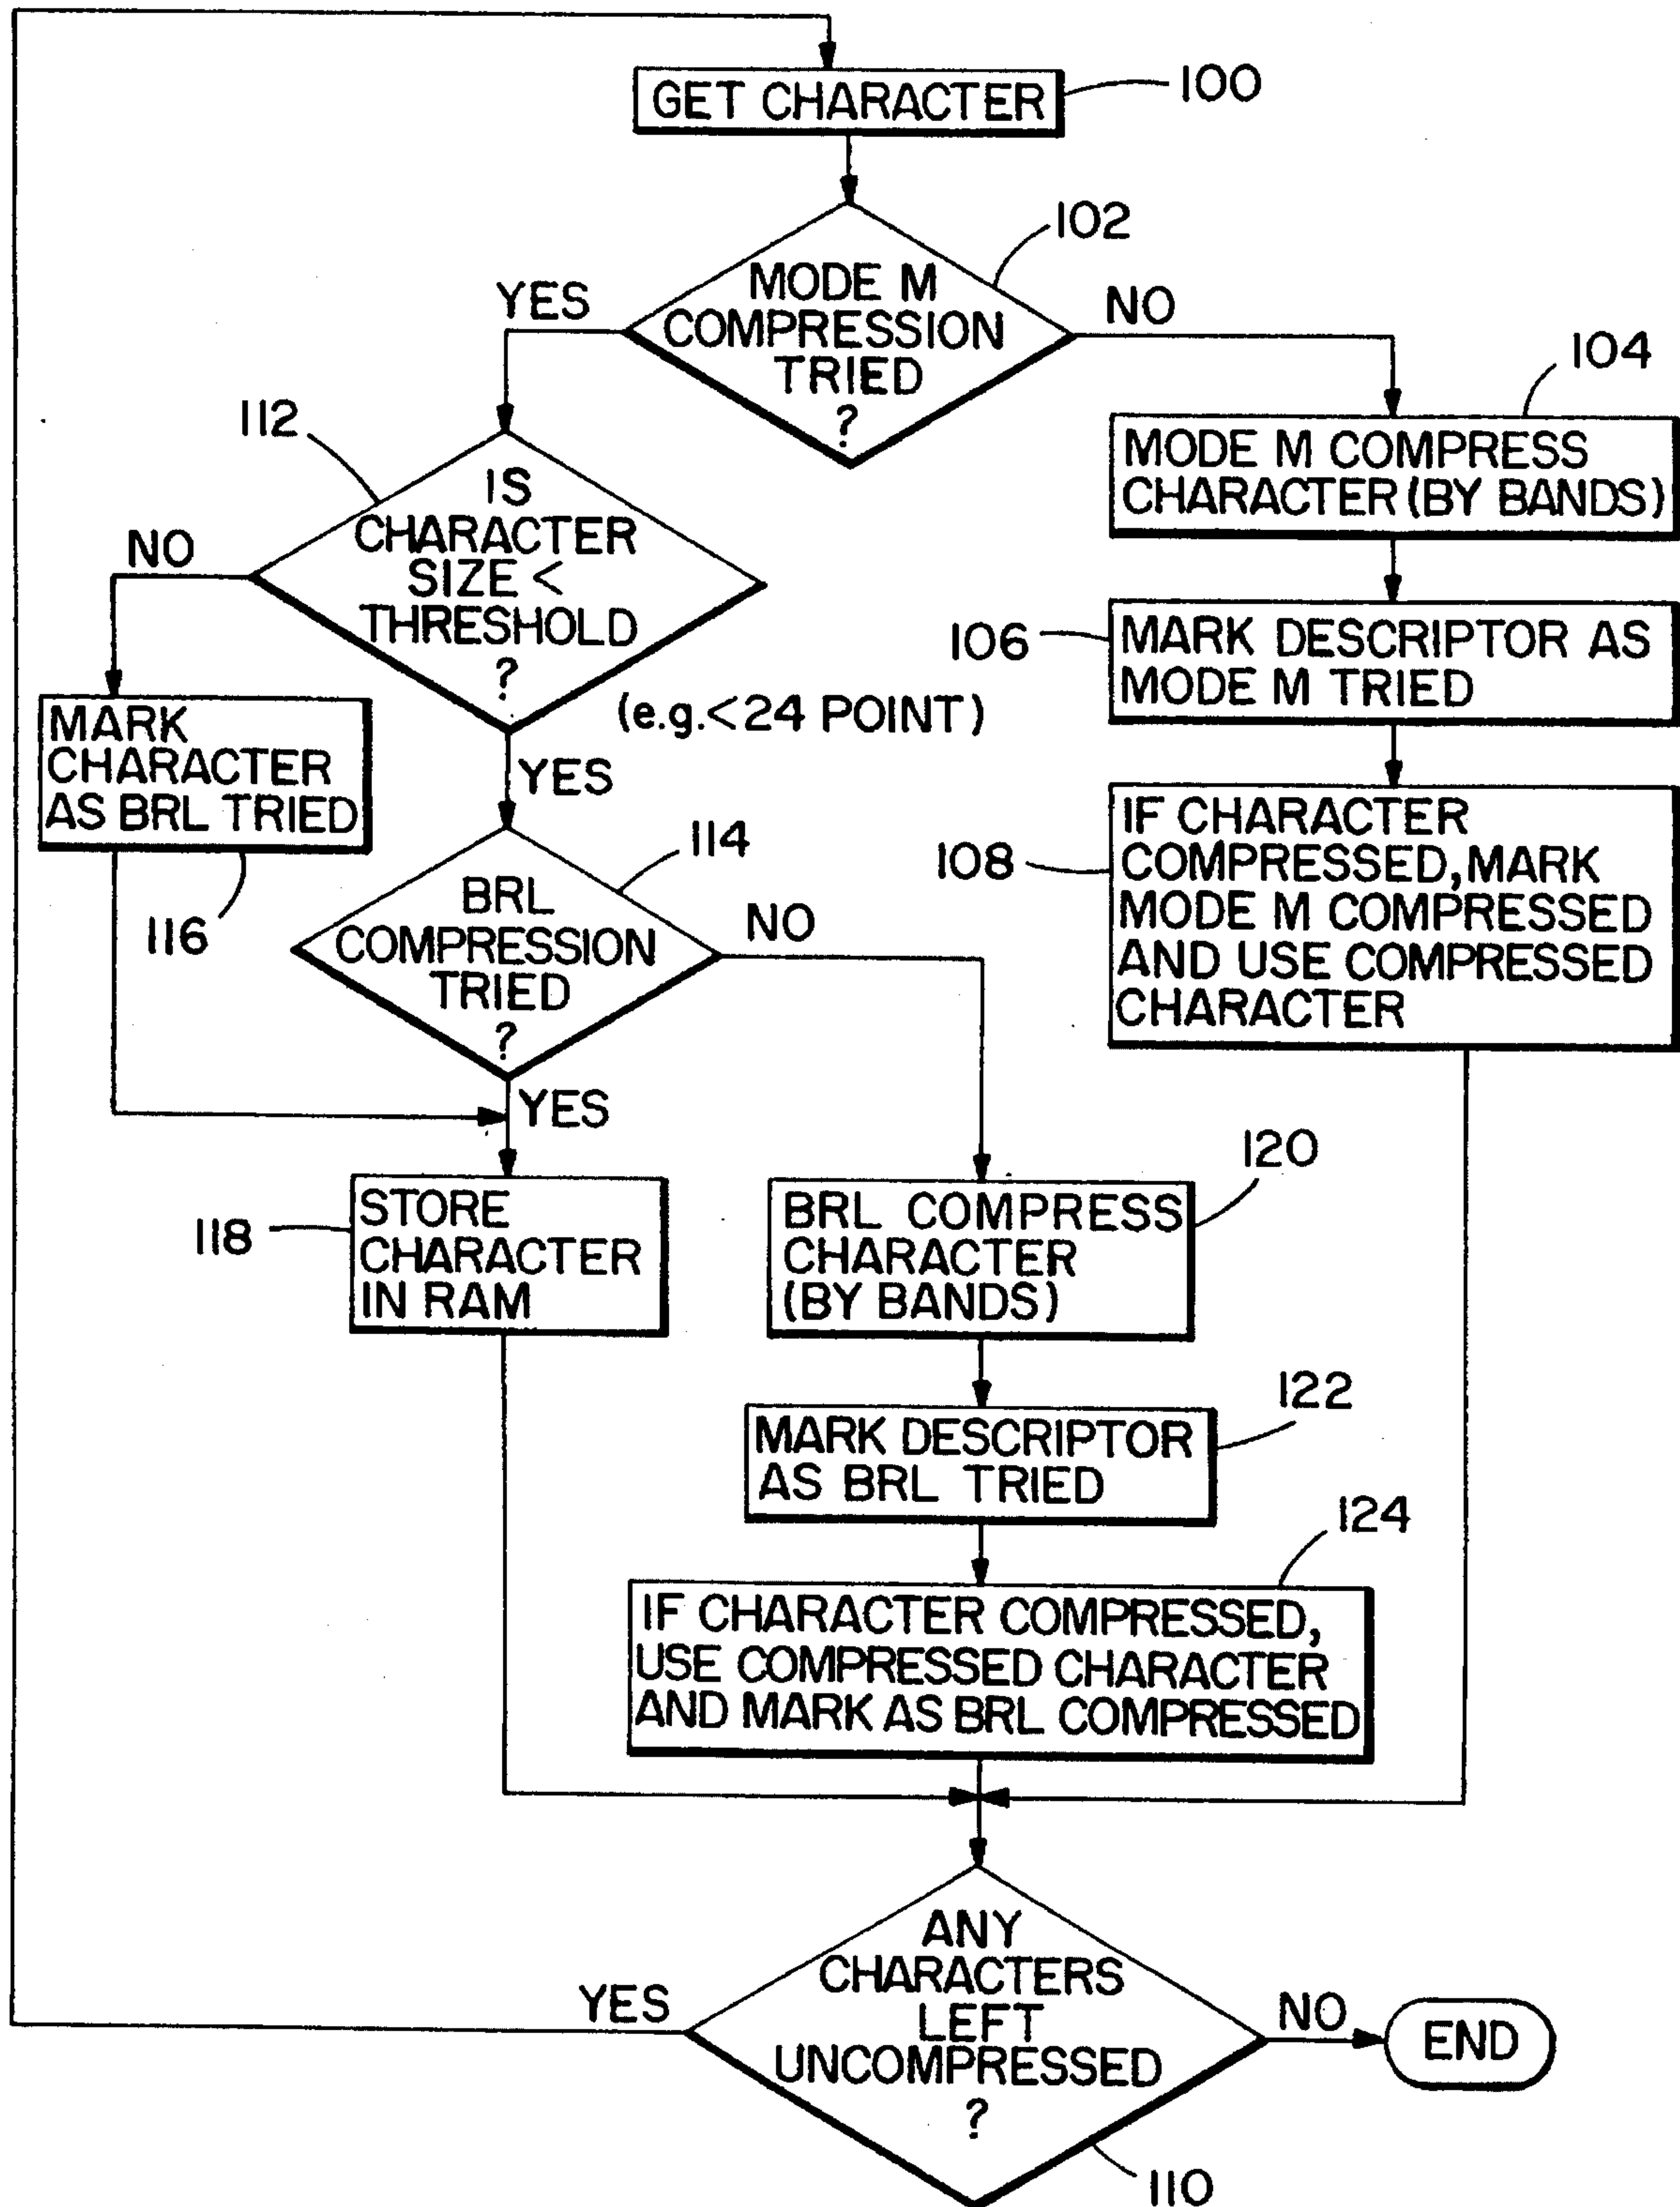 GET CHARACTER
100
102
MODE M
COMPRESSION
TRIED
?
YES
NO
104
MODE M COMPRESS
CHARACTER (BY BANDS)
106
MARK DESCRIPTOR AS
MODE M TRIED
108
IF CHARACTER
COMPRESSED, MARK
MODE M COMPRESSED
AND USE COMPRESSED
CHARACTER
112
IS
CHARACTER
SIZE <
THRESHOLD
?
(e.g.<24 POINT)
NO
YES
MARK
CHARACTER
AS BRL TRIED
116
114
BRL
COMPRESSION
TRIED
?
NO
YES
118
STORE
CHARACTER
IN RAM
120
BRL COMPRESS
CHARACTER
(BY BANDS)
122
MARK DESCRIPTOR
AS BRL TRIED
124
IF CHARACTER COMPRESSED,
USE COMPRESSED CHARACTER
AND MARK AS BRL COMPRESSED
ANY
CHARACTERS
LEFT
UNCOMPRESSED
?
YES
NO
END
110